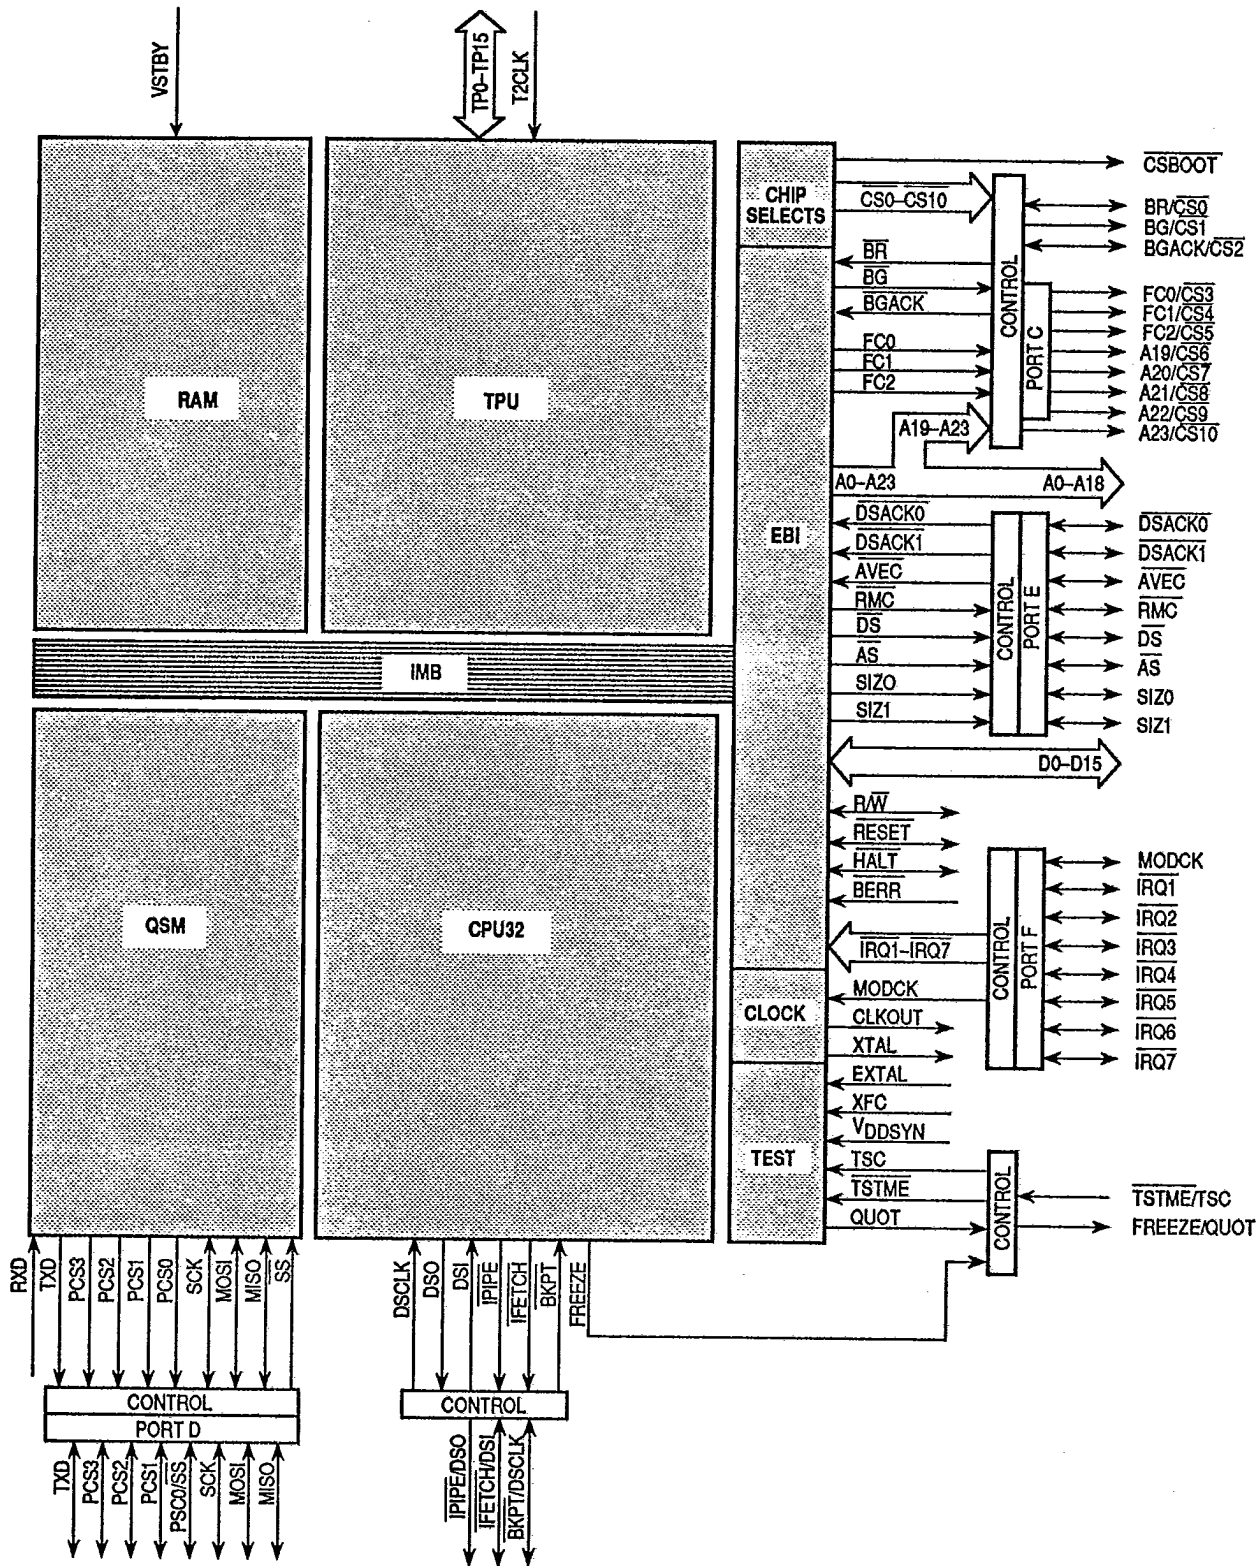 VSTBY
TP0–TP15
T2CLK
RAM
TPU
IMB
QSM
CPU32
CHIP
SELECTS
EBI
CLOCK
TEST
CS0–CS10
BR
BG
BGACK
FC0
FC1
FC2
A19–A23
A0–A23
A0–A18
CONTROL
PORT C
CSBOOT
BR/CS0
BG/CS1
BGACK/CS2
FC0/CS3
FC1/CS4
FC2/CS5
A19/CS6
A20/CS7
A21/CS8
A22/CS9
A23/CS10
DSACK0
DSACK1
AVEC
RMC
DS
AS
SIZO
SIZ1
CONTROL
PORT E
DSACK0
DSACK1
AVEC
RMC
DS
AS
SIZ0
SIZ1
D0–D15
R/W
RESET
HALT
BERR
IRQ1–IRQ7
MODCK
CLKOUT
XTAL
EXTAL
XFC
VDDSYN
TSC
TSTME
QUOT
CONTROL
PORT F
MODCK
IRQ1
IRQ2
IRQ3
IRQ4
IRQ5
IRQ6
IRQ7
CONTROL
TSTME/TSC
FREEZE/QUOT
RXD
TXD
PCS3
PCS2
PCS1
PCS0
SCK
MOSI
MISO
SS
CONTROL
PORT D
TXD
PCS3
PCS2
PCS1
PSC0/SS
SCK
MOSI
MISO
DSCLK
DSO
DSI
IPIPE
IFETCH
BKPT
FREEZE
CONTROL
IPIPE/DSO
IFETCH/DSI
BKPT/DSCLK